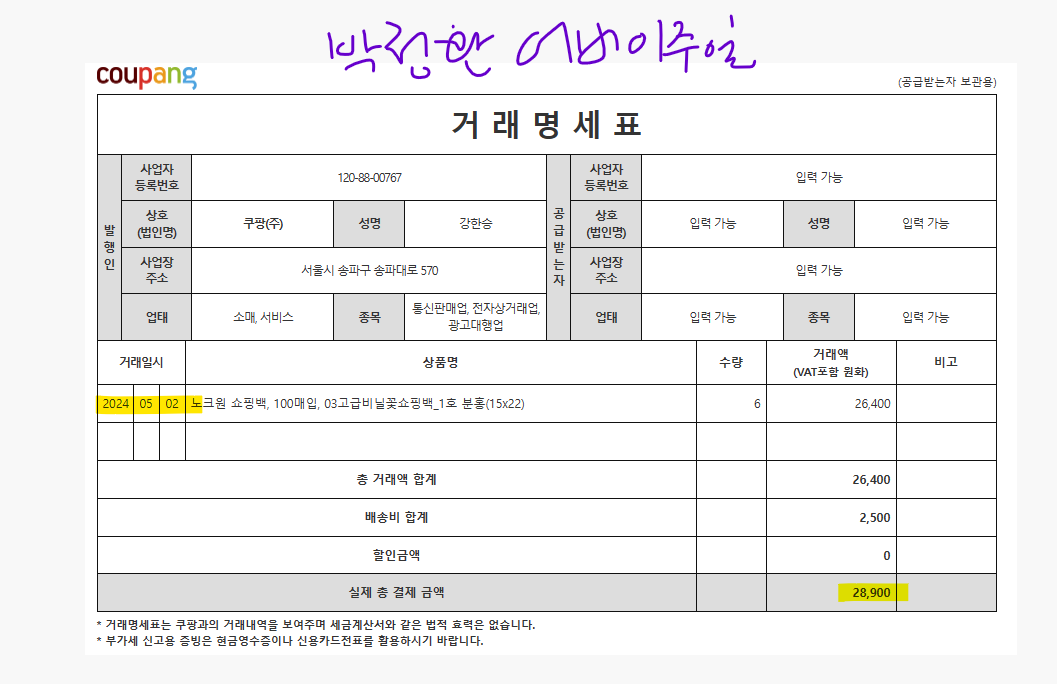 coupang
(공급받는자 보관용)
거 래 명 세 표
발행인
사업자 등록번호 120-88-00767
상호 (법인명) 쿠팡(주) 성명 강한승
사업장 주소 서울시 송파구 송파대로 570
업태 소매, 서비스 종목 통신판매업, 전자상거래업, 광고대행업
공급받는자
사업자 등록번호 입력 가능
상호 (법인명) 입력 가능 성명 입력 가능
사업장 주소 입력 가능
업태 입력 가능 종목 입력 가능
거래일시 상품명 수량 거래액 (VAT포함 원화) 비고
2024 05 02 노크원 쇼핑백, 100매입, 03고급비닐꽃쇼핑백_1호 분홍(15x22) 6 26,400
총 거래액 합계 26,400
배송비 합계 2,500
할인금액 0
실제 총 결제 금액 28,900
* 거래명세표는 쿠팡과의 거래내역을 보여주며 세금계산서와 같은 법적 효력은 없습니다.
* 부가세 신고용 증빙은 현금영수증이나 신용카드전표를 활용하시기 바랍니다.